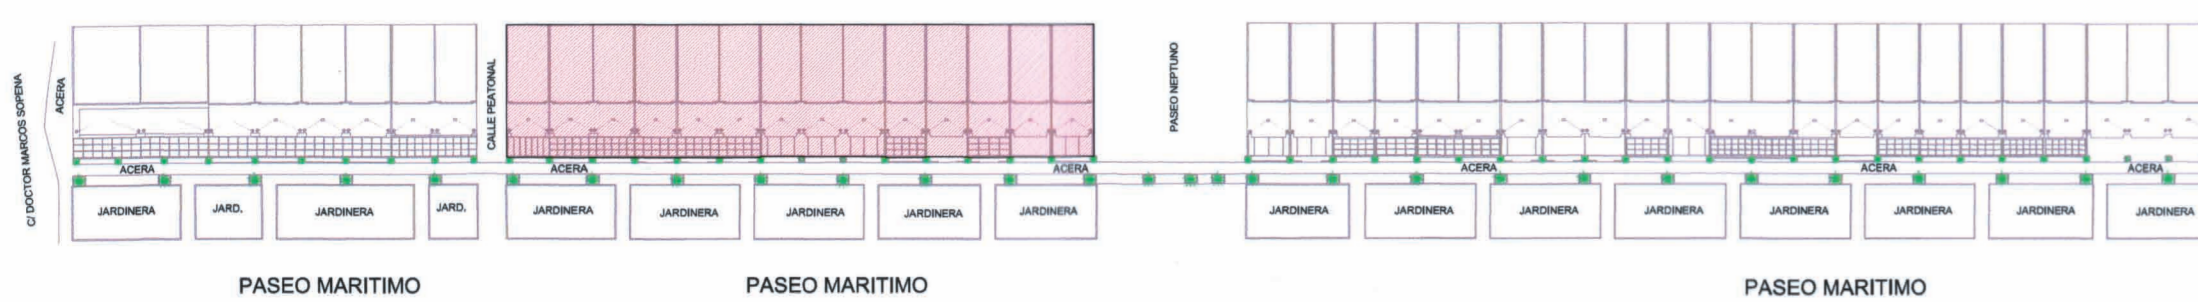 C/ DOCTOR MARCOS SOPENA
ACERA
CALLE PEATONAL
PASEO NEPTUNO
ACERA
ACERA
ACERA
ACERA
ACERA
ACERA
JARDINERA
JARD.
JARDINERA
JARD.
JARDINERA
JARDINERA
JARDINERA
JARDINERA
JARDINERA
JARDINERA
JARDINERA
JARDINERA
JARDINERA
JARDINERA
JARDINERA
JARDINERA
JARDINERA
PASEO MARITIMO
PASEO MARITIMO
PASEO MARITIMO